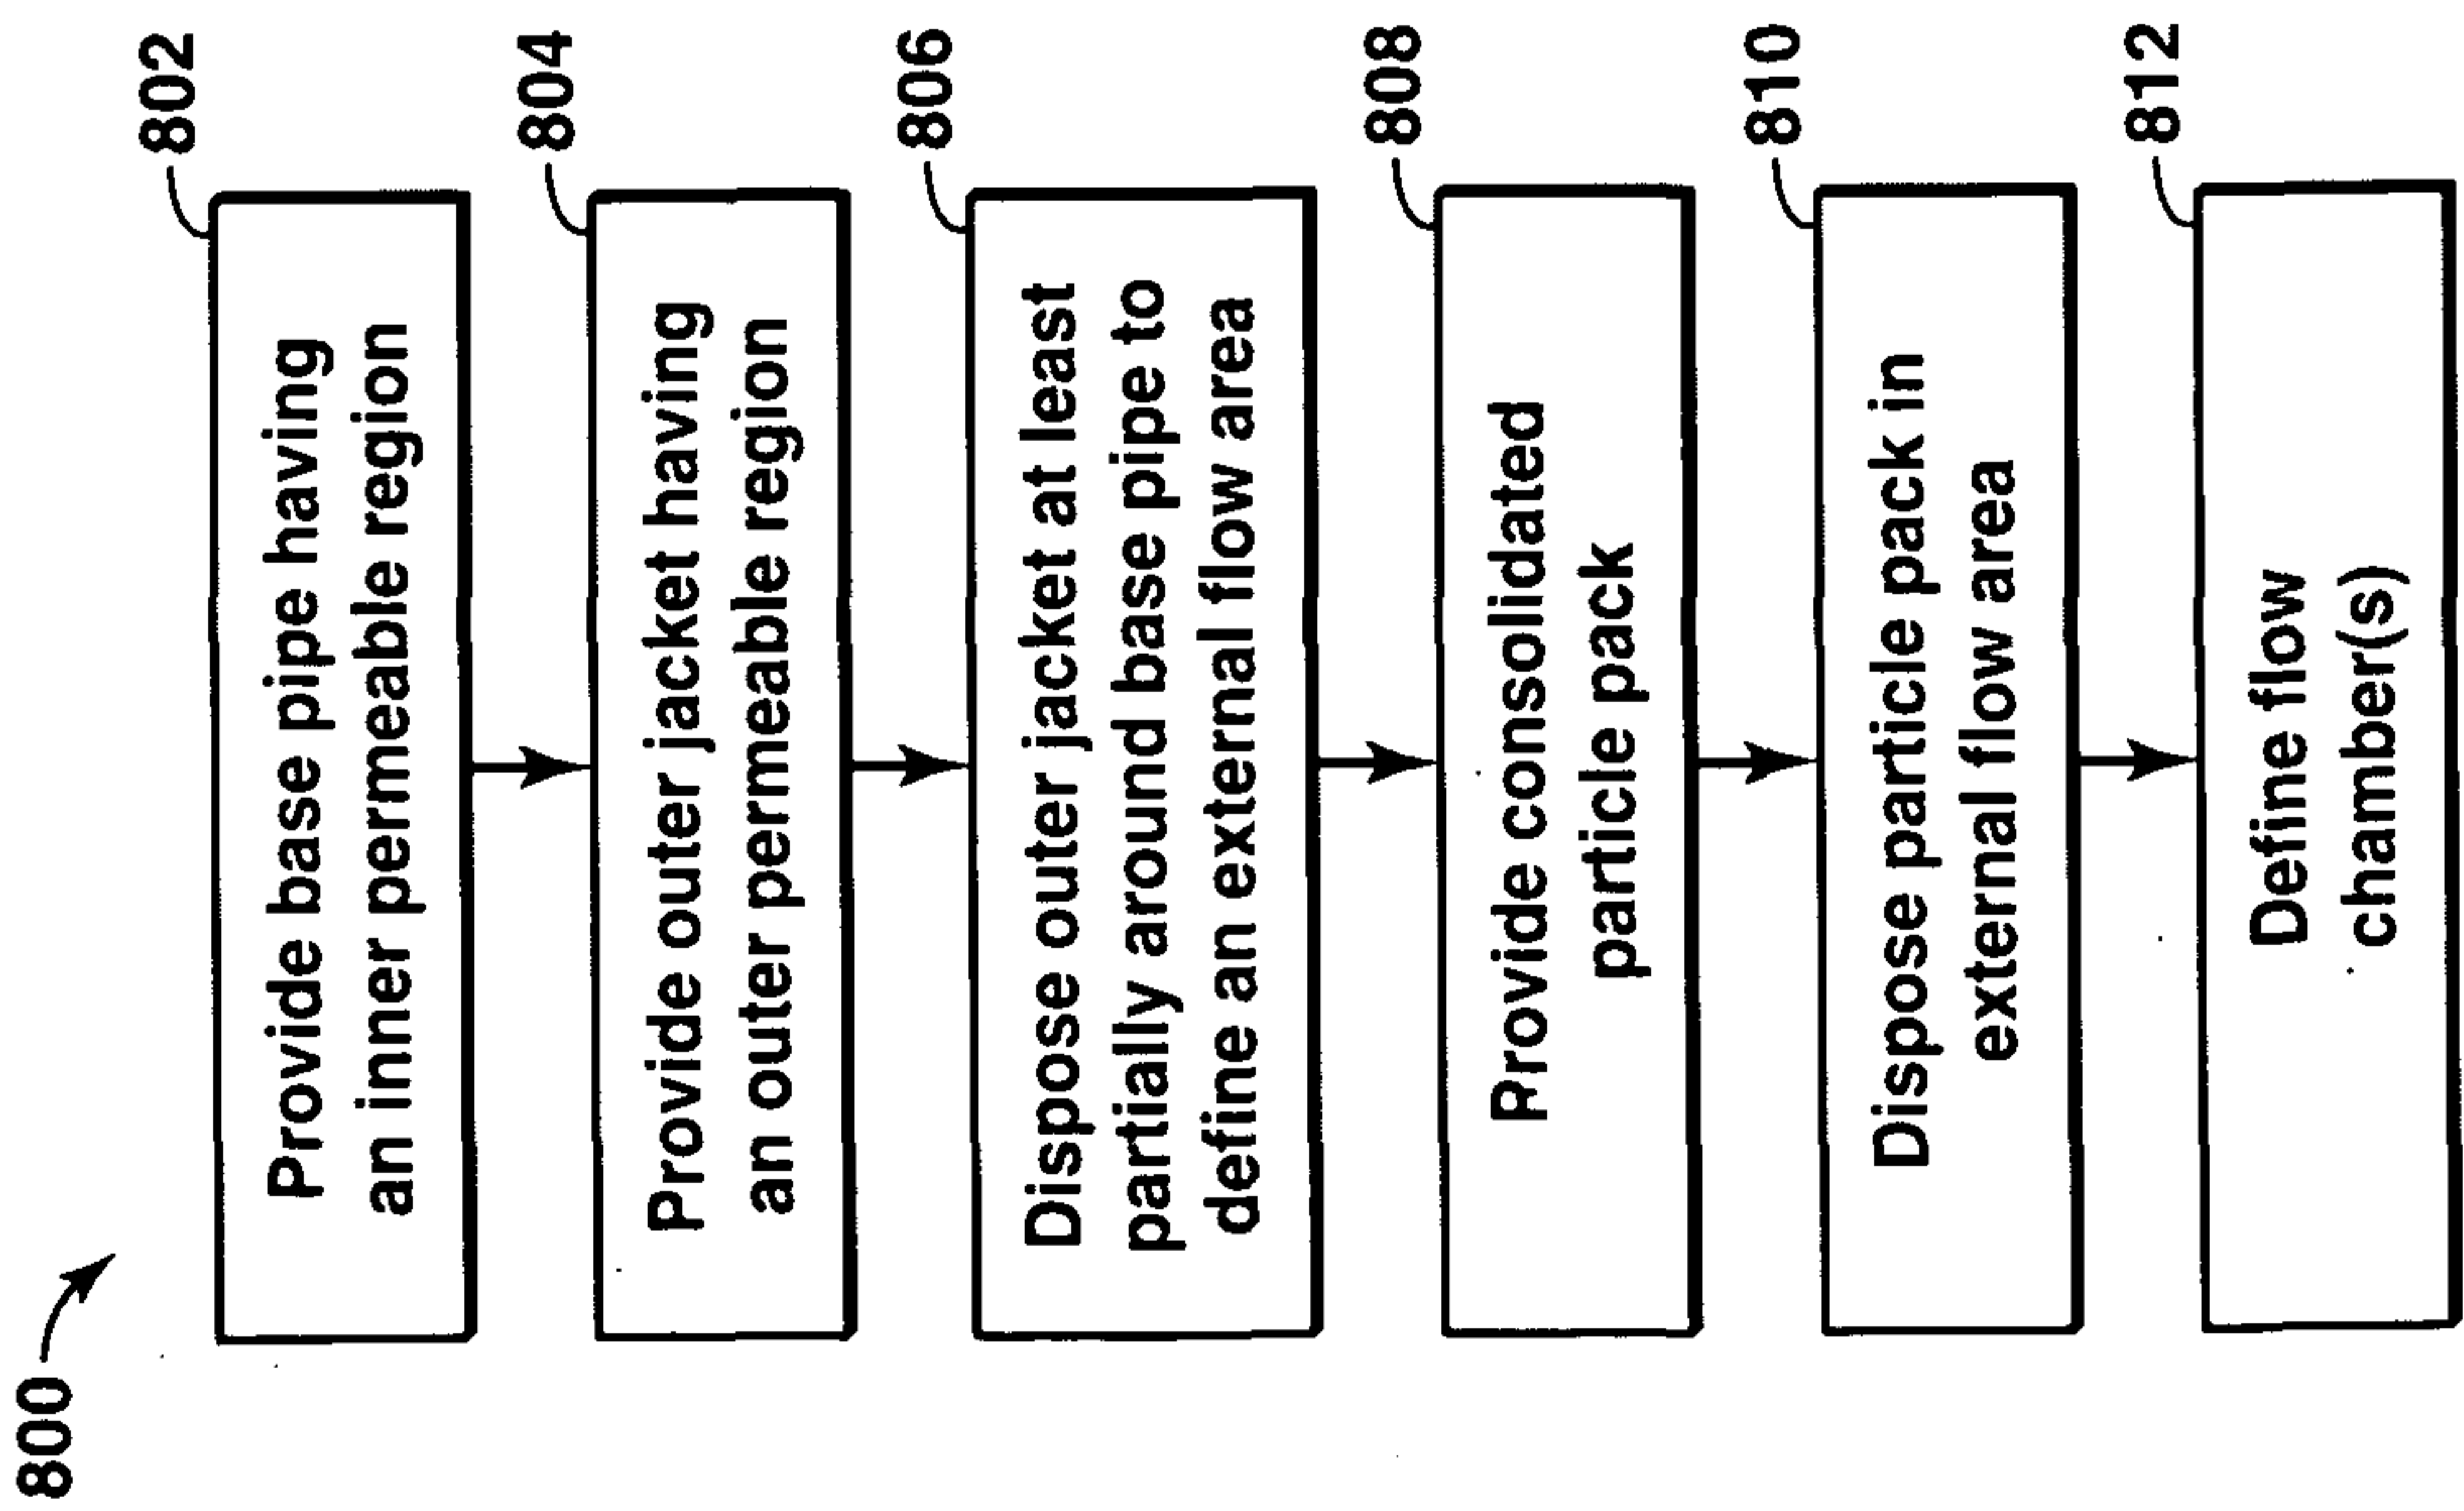 800
802
Provide base pipe having
an inner permeable region
804
Provide outer jacket having
an outer permeable region
806
Dispose outer jacket at least
partially around base pipe to
define an external flow area
808
Provide consolidated
particle pack
810
Dispose particle pack in
external flow area
812
Define flow
chamber(s)